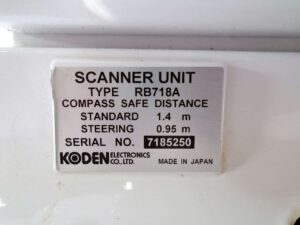 SCANNER UNIT
TYPE RB718A
COMPASS SAFE DISTANCE
STANDARD 1.4 m
STEERING 0.95 m
SERIAL NO. 7185250
KODEN ELECTRONICS CO., LTD. MADE IN JAPAN